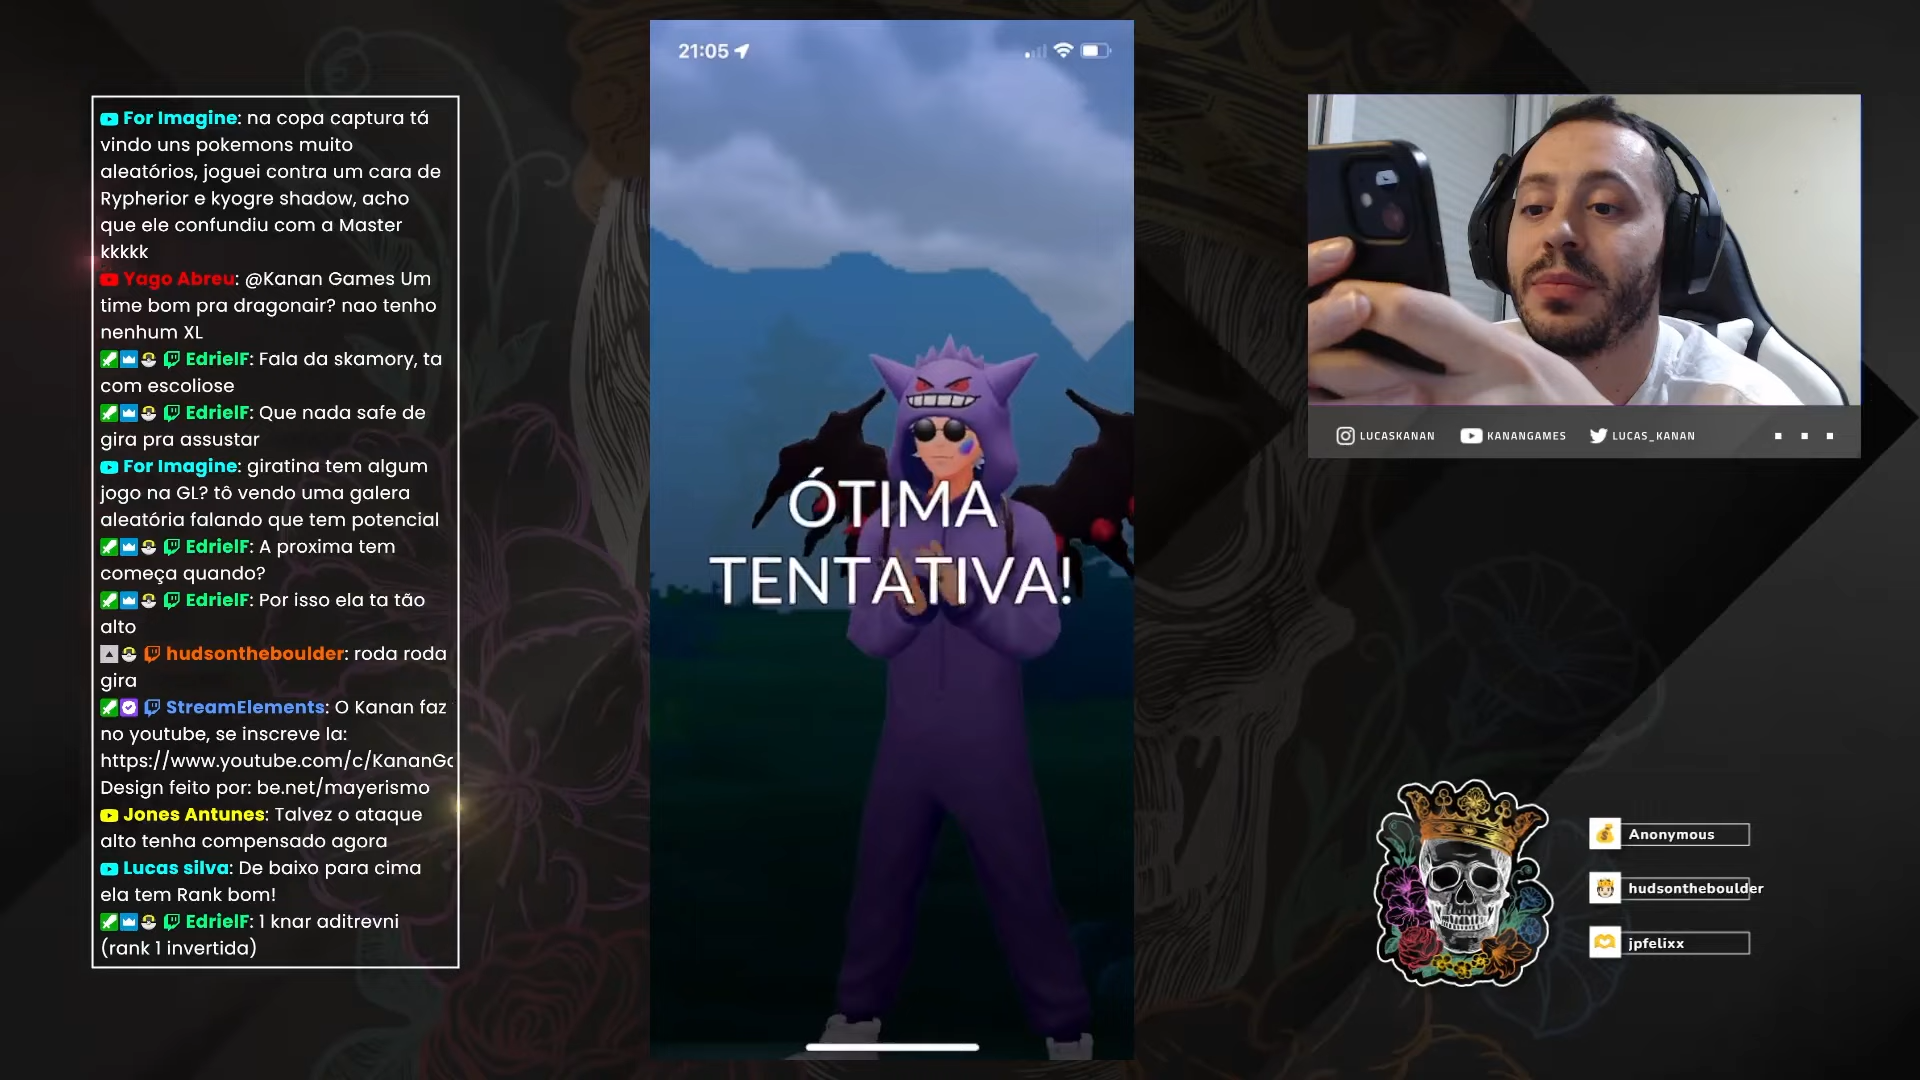 For Imagine: na copa captura tá
vindo uns pokemons muito
aleatórios, joguei contra um cara de
Rypherior e kyogre shadow, acho
que ele confundiu com a Master
kkkkk
Yago Abreu: @Kanan Games Um
time bom pra dragonair? nao tenho
nenhum XL
EdrielF: Fala da skamory, ta
com escoliose
EdrielF: Que nada safe de
gira pra assustar
For Imagine: giratina tem algum
jogo na GL? tô vendo uma galera
aleatória falando que tem potencial
EdrielF: A proxima tem
começa quando?
EdrielF: Por isso ela ta tão
alto
hudsontheboulder: roda roda
gira
StreamElements: O Kanan faz
no youtube, se inscreve la:
https://www.youtube.com/c/KananGa
Design feito por: be.net/mayerismo
Jones Antunes: Talvez o ataque
alto tenha compensado agora
Lucas silva: De baixo para cima
ela tem Rank bom!
EdrielF: 1 knar aditrevni
(rank 1 invertida)
21:05
ÓTIMA
TENTATIVA!
LUCASKANAN KANANGAMES LUCAS_KANAN
Anonymous
hudsontheboulder
jpfelixx